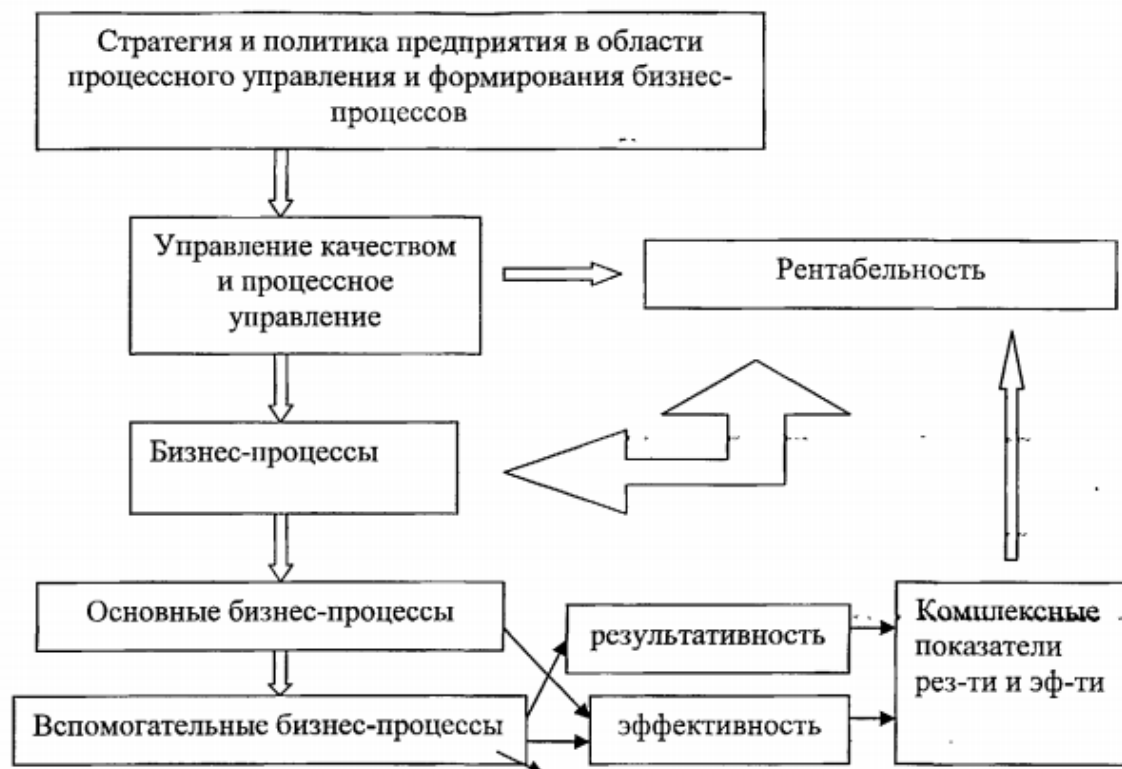 Стратегия и политика предприятия в области
процессного управления и формирования бизнес-
процессов
Управление качеством
и процессное
управление
Рентабельность
Бизнес-процессы
Основные бизнес-процессы
результативность
Комплексные
показатели
рез-ти и эф-ти
Вспомогательные бизнес-процессы
эффективность